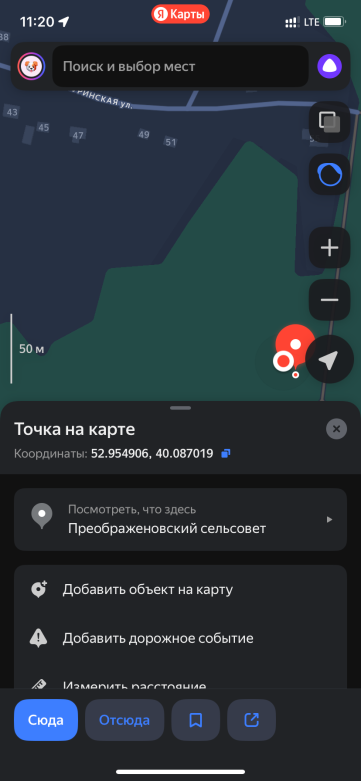 11:20
Я Карты
LTE
38
Поиск и выбор мест
РИНСКАЯ ул.
43
45
47
49
51
50 м
Точка на карте
Координаты: 52.954906, 40.087019
Посмотреть, что здесь
Преображеновский сельсовет
Добавить объект на карту
Добавить дорожное событие
Измерить расстояние
Сюда
Отсюда